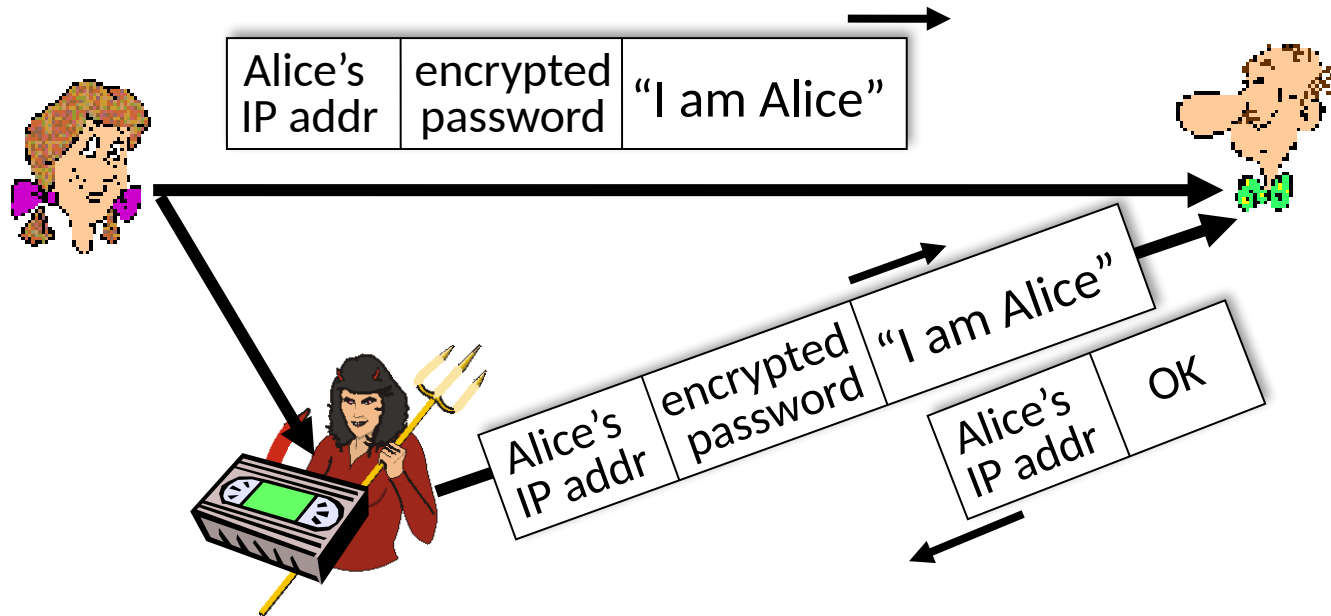 Alice’s
IP addr
encrypted
password
“I am Alice”
Alice’s
IP addr
encrypted
password
“I am Alice”
Alice’s
IP addr
OK